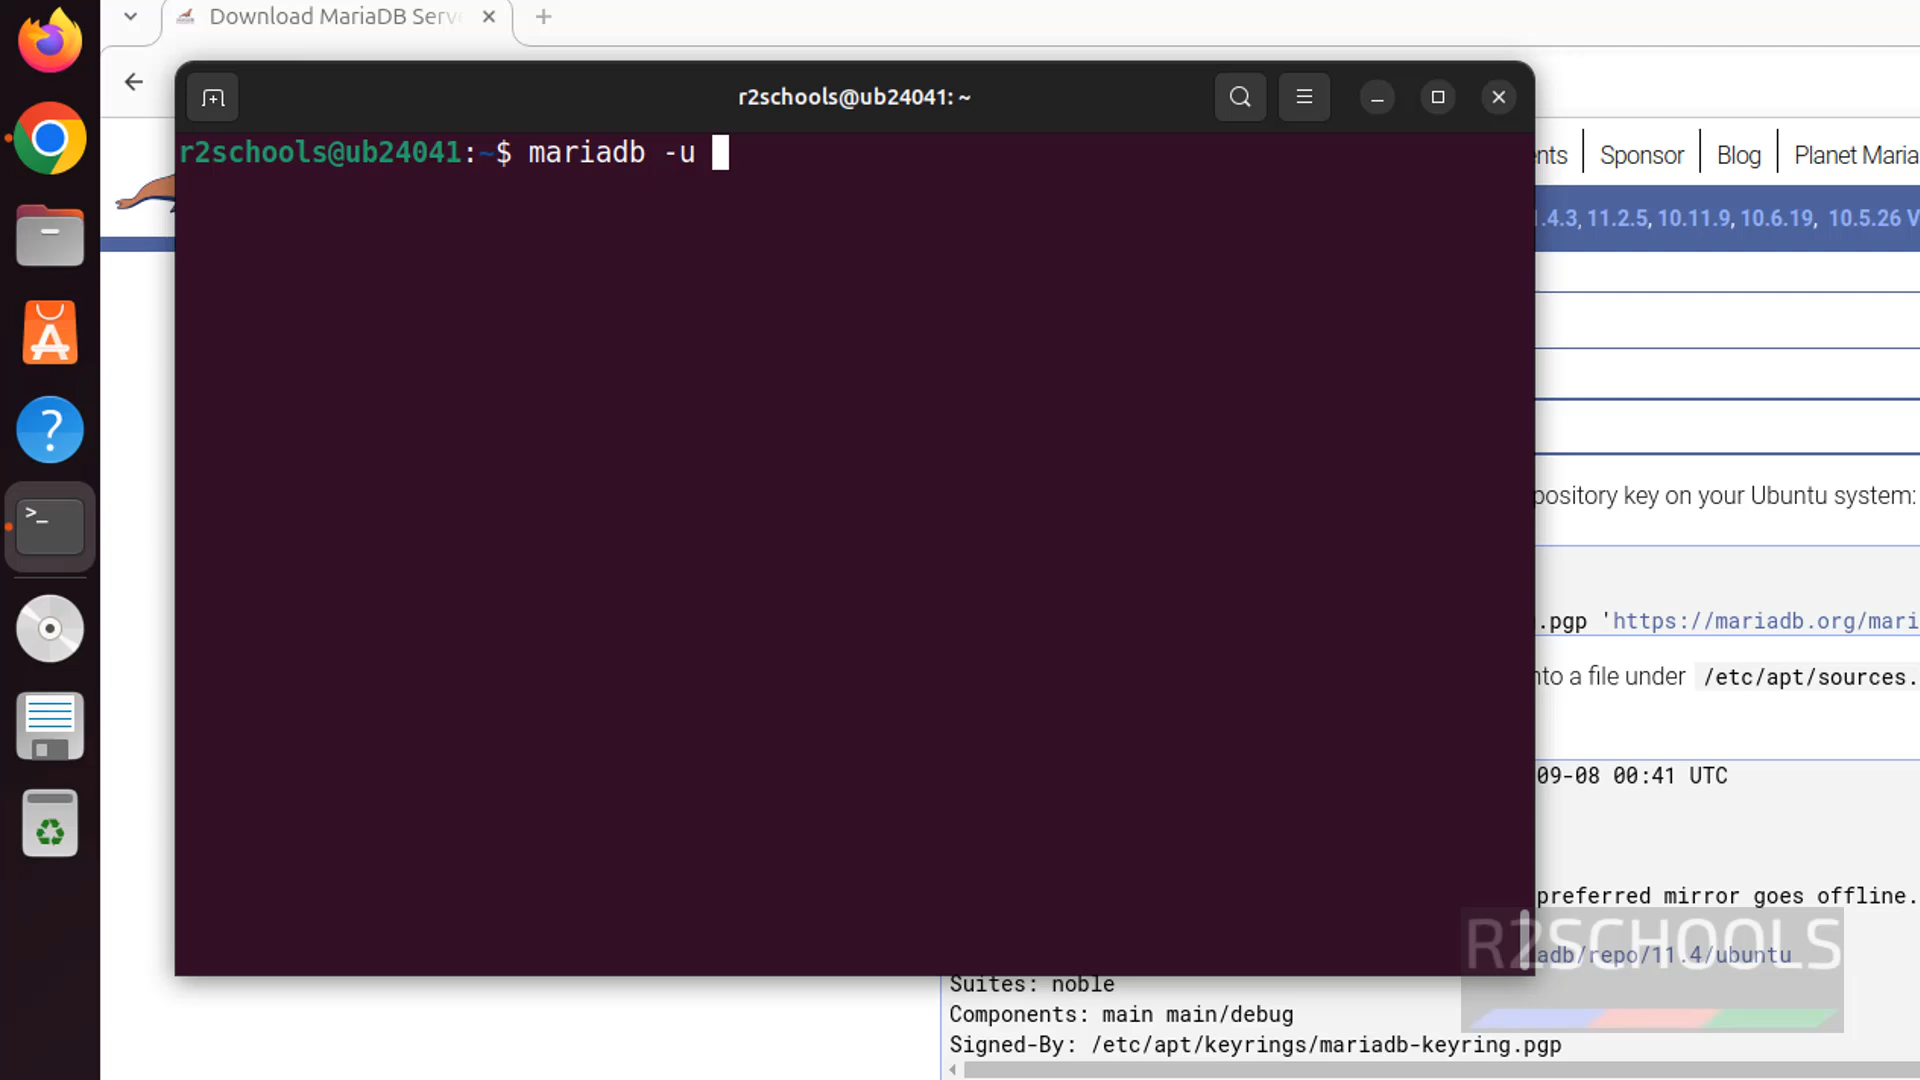 Download MariaDB Serve
r2schools@ub24041: ~
r2schools@ub24041:~$ mariadb -u
Sponsor
Blog
Planet Maria
.4.3, 11.2.5, 10.11.9, 10.6.19, 10.5.26 V
pository key on your Ubuntu system:
.pgp 'https://mariadb.org/mari
nto a file under /etc/apt/sources.
09-08 00:41 UTC
preferred mirror goes offline.
adb/repo/11.4/ubuntu
R2SCHOOLS
Suites: noble
Components: main main/debug
Signed-By: /etc/apt/keyrings/mariadb-keyring.pgp